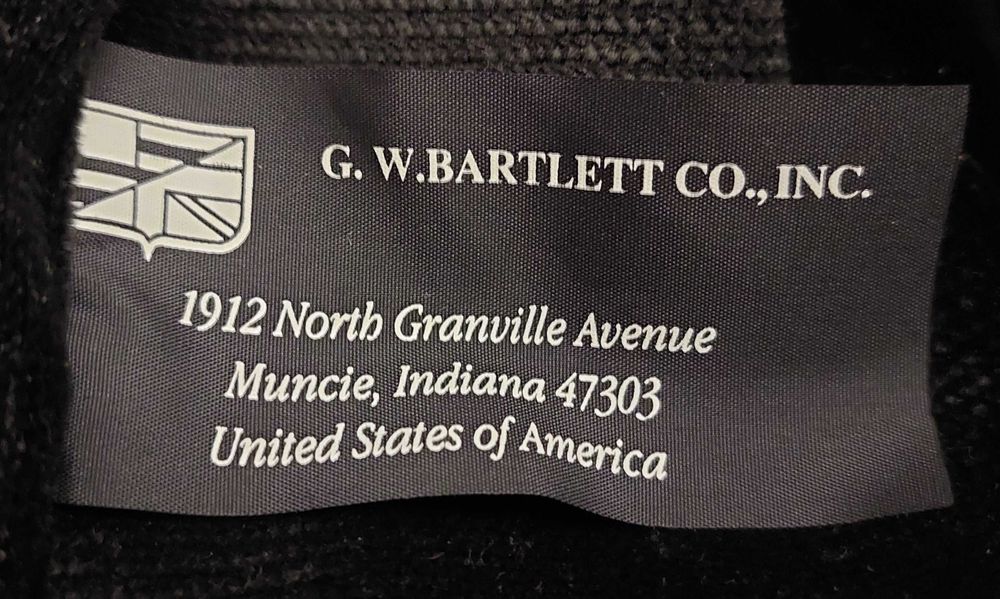 G. W.BARTLETT CO., INC.
1912 North Granville Avenue
Muncie, Indiana 47303
United States of America